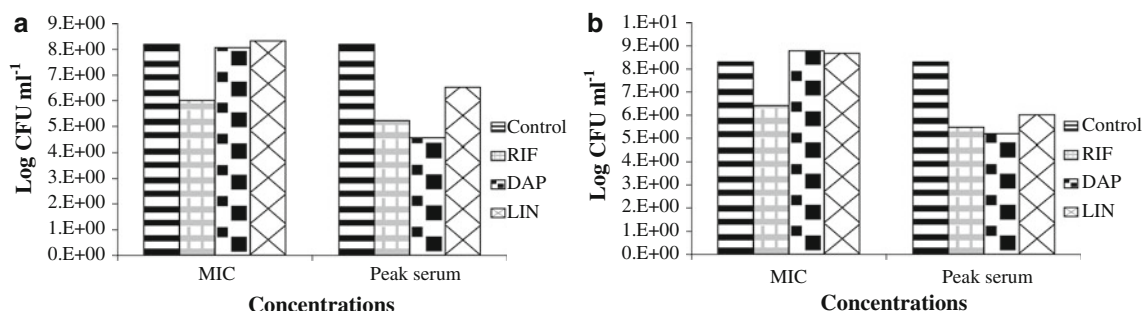 a
9.E+00
8.E+00
7.E+00
6.E+00
5.E+00
4.E+00
3.E+00
2.E+00
1.E+00
0.E+00
Log CFU ml-1
MIC
Peak serum
Concentrations
Control
RIF
DAP
LIN
b
1.E+01
9.E+00
8.E+00
7.E+00
6.E+00
5.E+00
4.E+00
3.E+00
2.E+00
1.E+00
0.E+00
Log CFU ml-1
MIC
Peak serum
Concentrations
Control
RIF
DAP
LIN